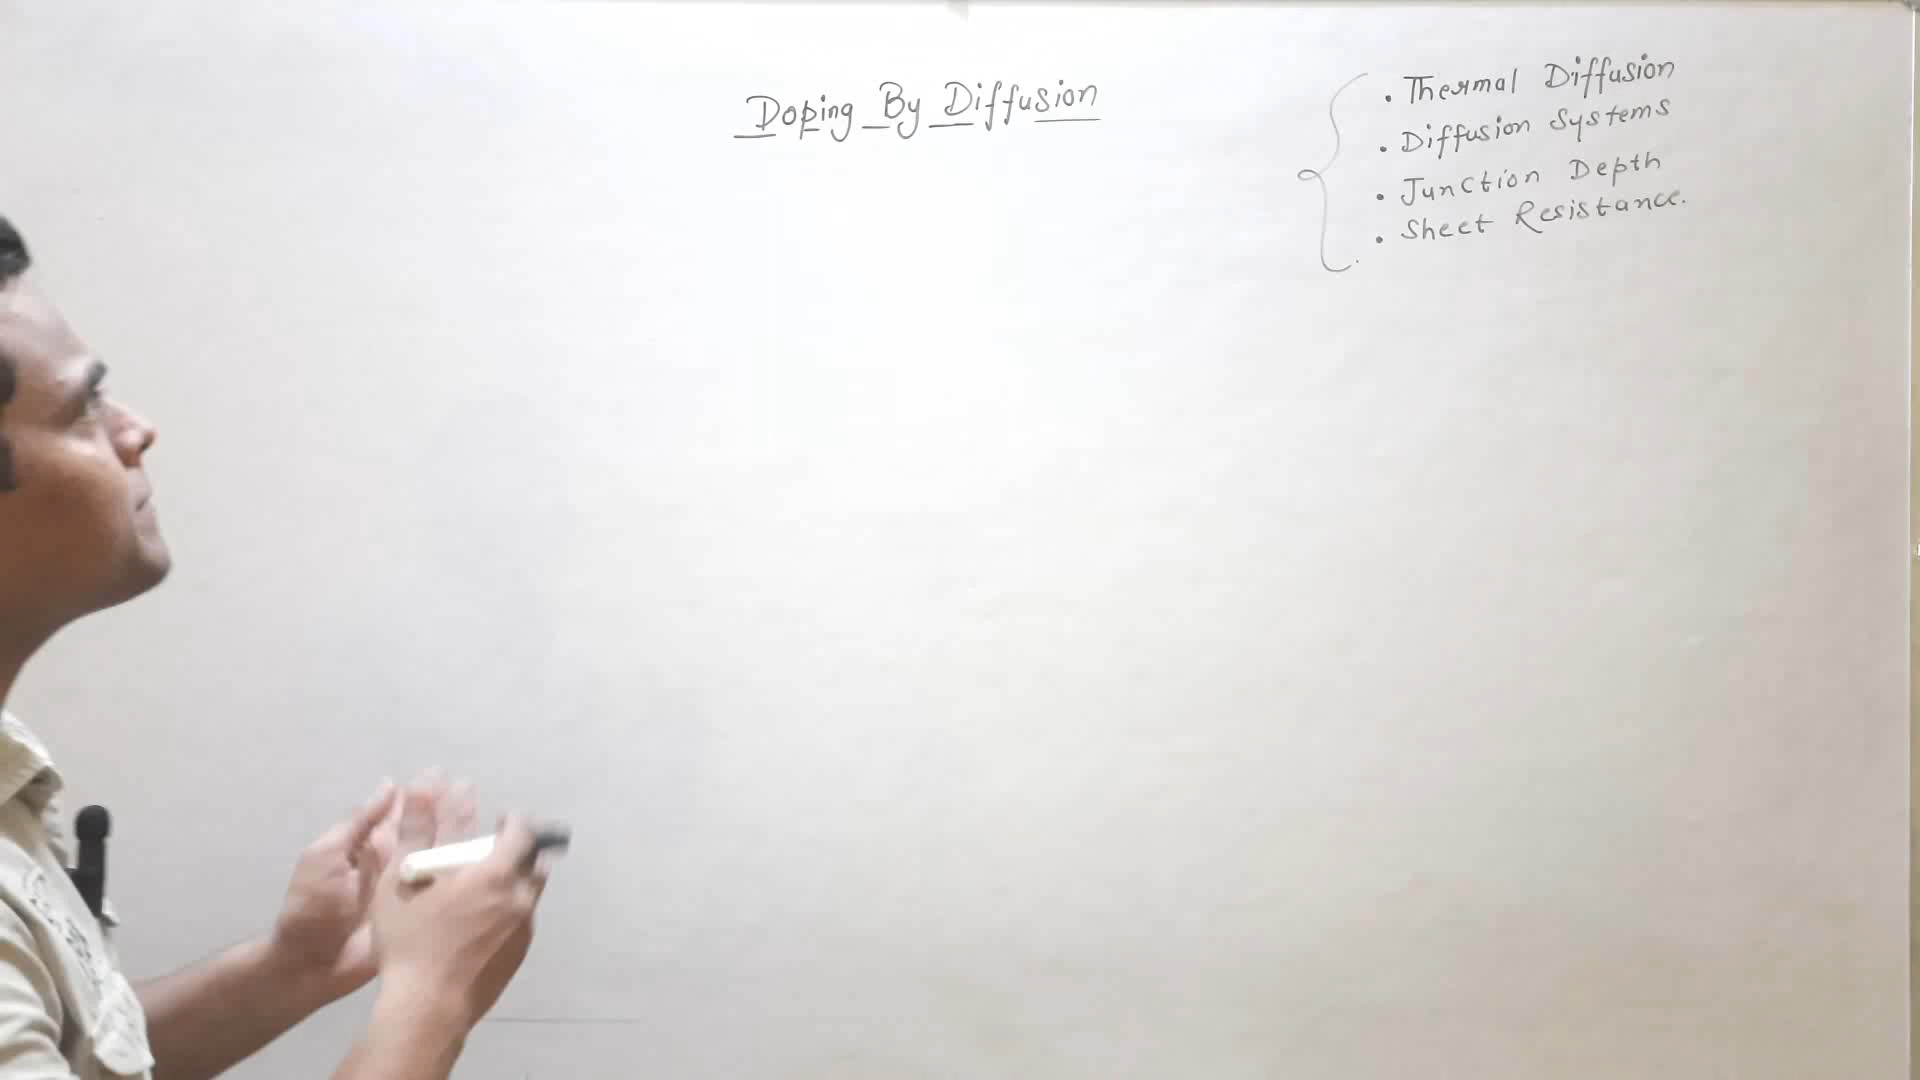 Doping By Diffusion
• Thermal Diffusion
• Diffusion Systems
• Junction Depth
• Sheet Resistance.